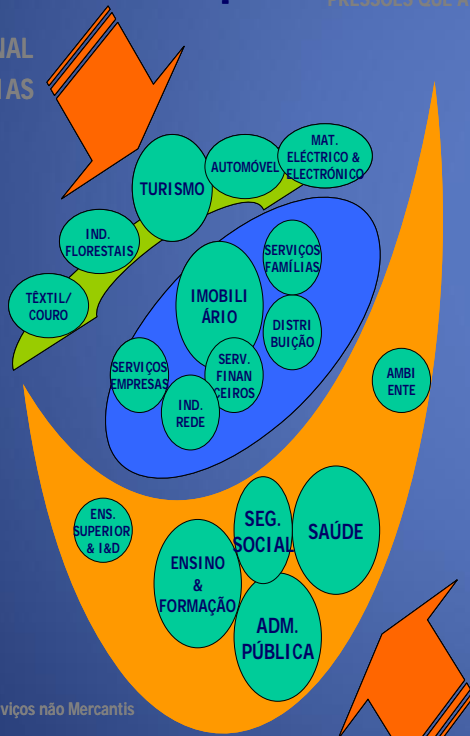 PRESSÕES QUE A
NAL
IAS
MAT.
ELÉCTRICO &
ELECTRÓNICO
AUTOMÓVEL
TURISMO
IND.
FLORESTAIS
TÊXTIL/
COURO
SERVIÇOS
FAMÍLIAS
IMOBILI
ÁRIO
DISTRI
BUIÇÃO
SERVIÇOS
EMPRESAS
SERV.
FINAN
CEIROS
IND.
REDE
AMBI
ENTE
ENS.
SUPERIOR
& I&D
SEG.
SOCIAL
SAÚDE
ENSINO
&
FORMAÇÃO
ADM.
PÚBLICA
viços não Mercantis